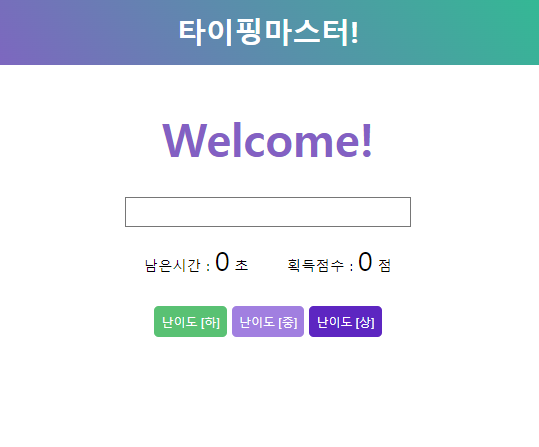 타이핑마스터!
Welcome!
남은시간 : 0 초 획득점수 : 0 점
난이도 [하] 난이도 [중] 난이도 [상]